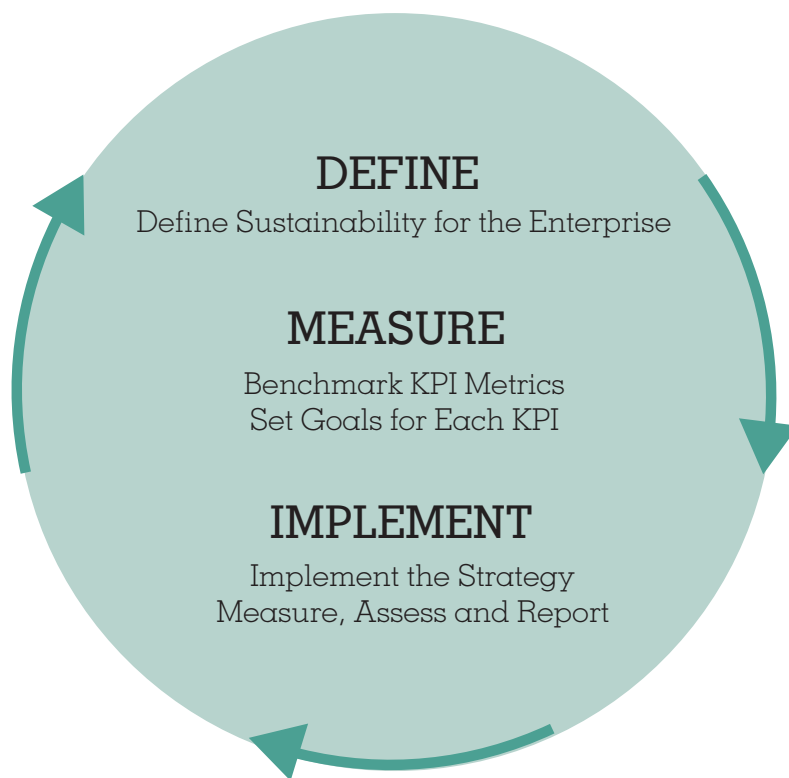 DEFINE
Define Sustainability for the Enterprise
MEASURE
Benchmark KPI Metrics
Set Goals for Each KPI
IMPLEMENT
Implement the Strategy
Measure, Assess and Report